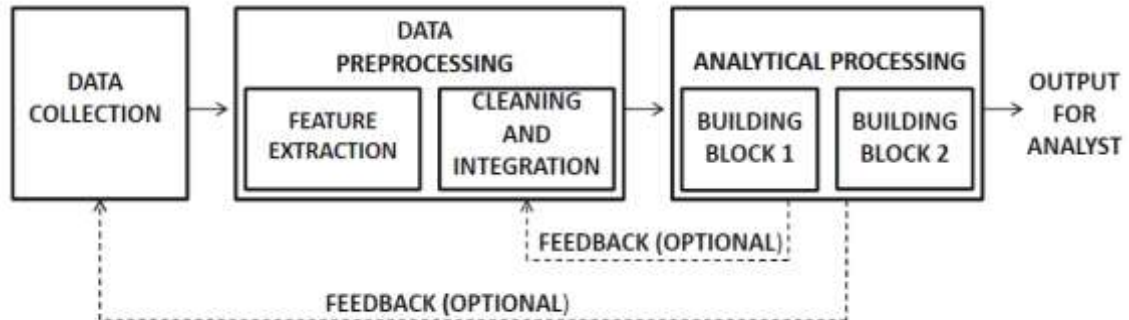 DATA
COLLECTION
DATA
PREPROCESSING
FEATURE
EXTRACTION
CLEANING
AND
INTEGRATION
ANALYTICAL PROCESSING
BUILDING
BLOCK 1
BUILDING
BLOCK 2
OUTPUT
FOR
ANALYST
FEEDBACK (OPTIONAL)
FEEDBACK (OPTIONAL)